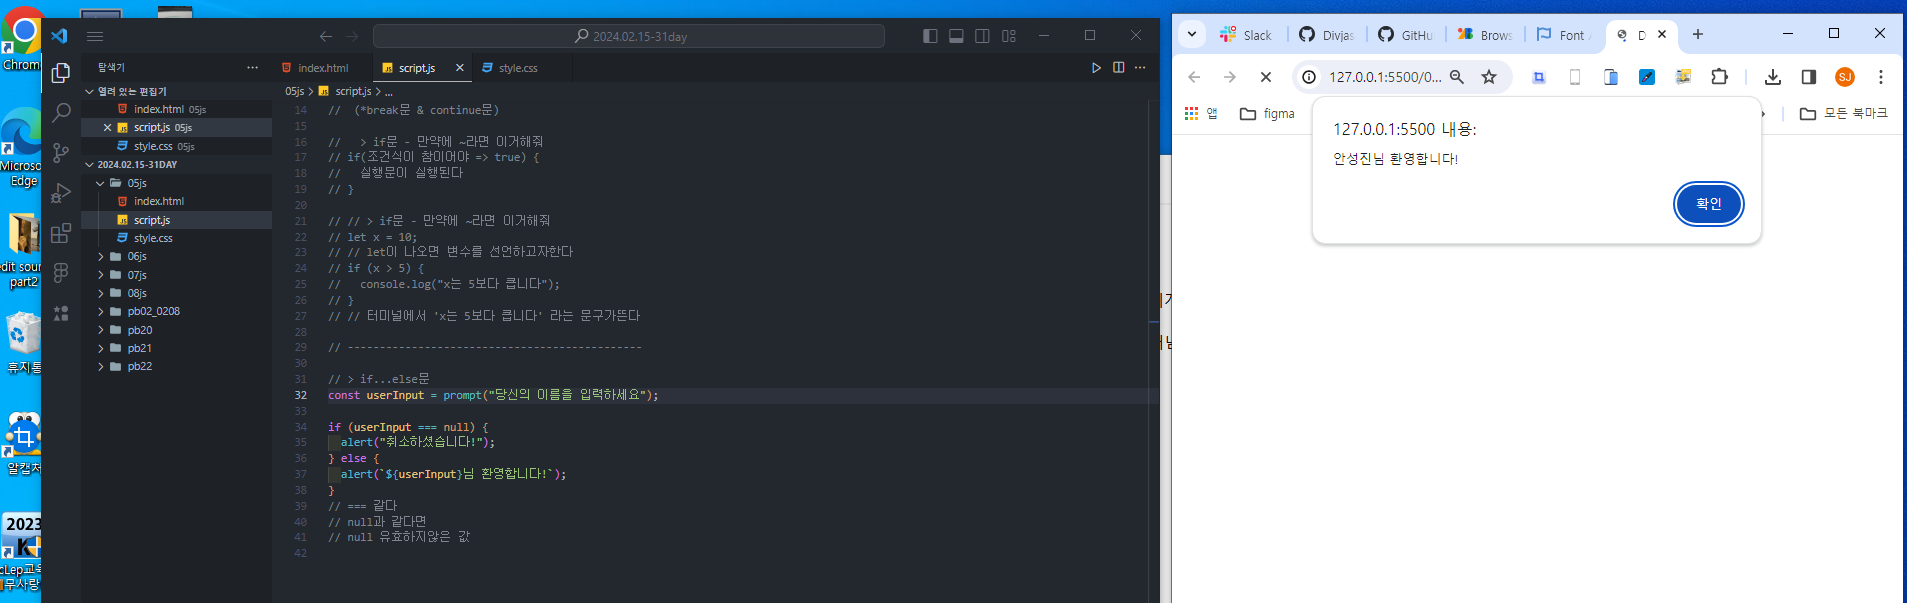 Chrom
Microso
Edge
edit sour
part2
휴지통
알캡처
2023
K
cLep교육
무사랑
2024.02.15-31day
탐색기
열려 있는 편집기
index.html 05js
script.js 05js
style.css 05js
2024.02.15-31DAY
05js
index.html
script.js
style.css
06js
07js
08js
pb02_0208
pb20
pb21
pb22
index.html
script.js
style.css
05js > script.js > ...
14 // (*break문 & continue문)
15
16 // > if문 - 만약에 ~라면 이거해줘
17 // if(조건식이 참이어야 => true) {
18 // 실행문이 실행된다
19 // }
20
21 // // > if문 - 만약에 ~라면 이거해줘
22 // let x = 10;
23 // // let이 나오면 변수를 선언하고자한다
24 // if (x > 5) {
25 // console.log("x는 5보다 큽니다");
26 // }
27 // // 터미널에서 'x는 5보다 큽니다' 라는 문구가뜬다
28
29 // ----------------------------------------------
30
31 // > if...else문
32 const userInput = prompt("당신의 이름을 입력하세요");
33
34 if (userInput === null) {
35 alert("취소하셨습니다!");
36 } else {
37 alert(`${userInput}님 환영합니다!`);
38 }
39 // === 같다
40 // null과 같다면
41 // null 유효하지않은 값
42
Slack
Divjas
GitHu
Brows
Font
D
127.0.0.1:5500/0...
SJ
앱
figma
모든 북마크
127.0.0.1:5500 내용:
안성진님 환영합니다!
확인